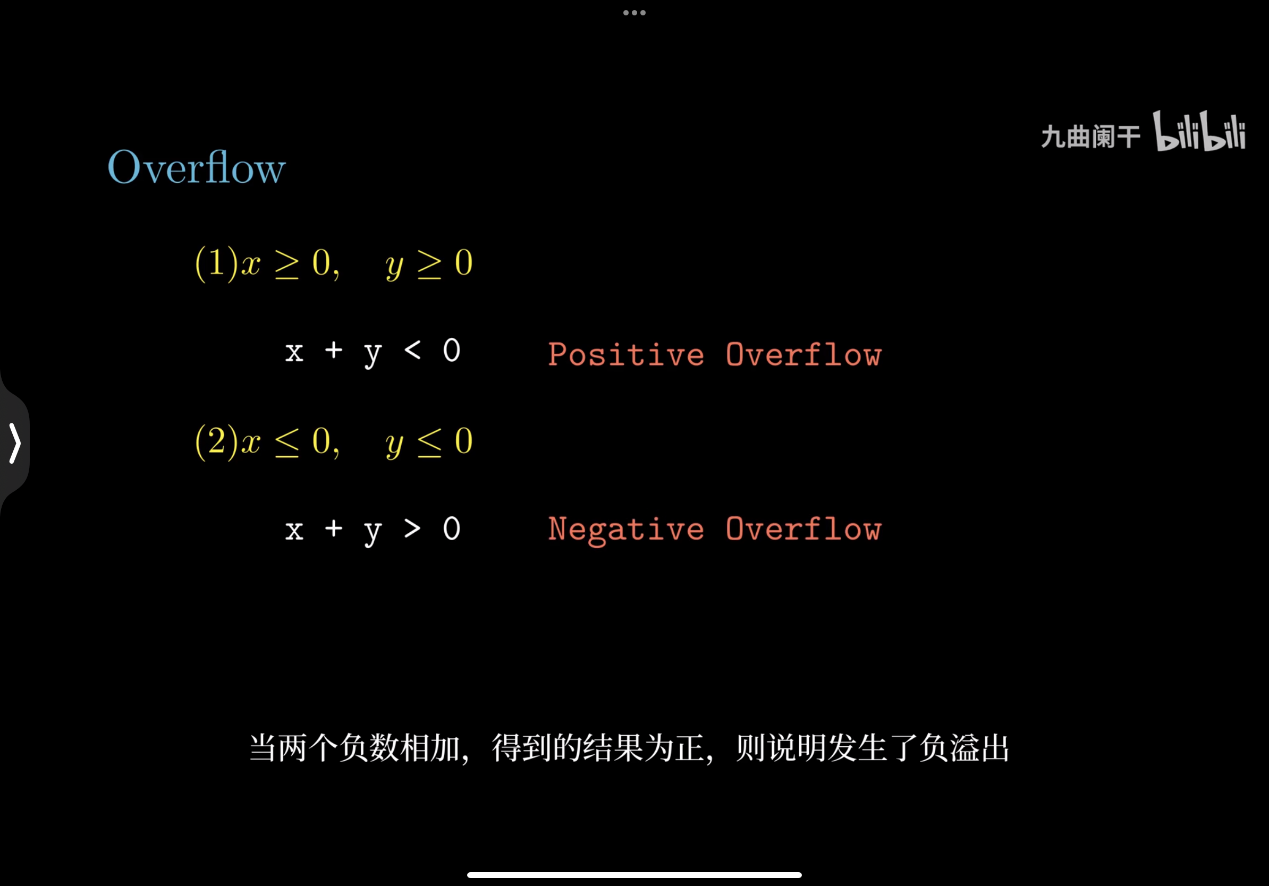 九曲阑干 bilibili
Overflow
(1)x ≥ 0, y ≥ 0
x + y < 0 Positive Overflow
(2)x ≤ 0, y ≤ 0
x + y > 0 Negative Overflow
当两个负数相加，得到的结果为正，则说明发生了负溢出